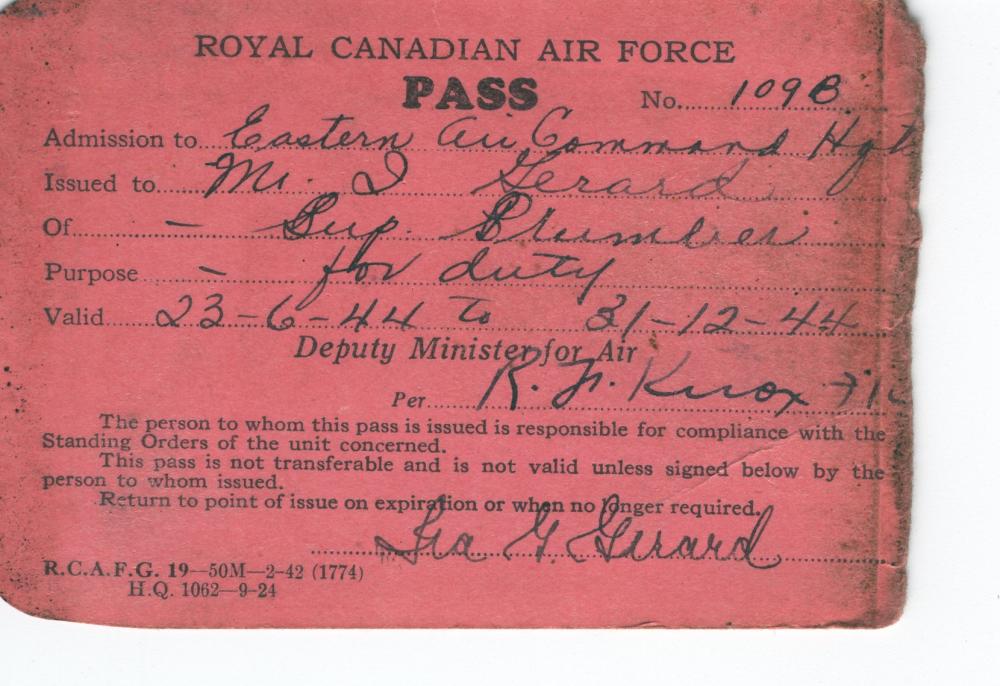 ROYAL CANADIAN AIR FORCE
PASS
No. 109B
Admission to Eastern Air Command Hqts
Issued to Mr. I Gerard
Of - Sup. Plumber
Purpose - for duty
Valid 23-6-44 to 31-12-44
Deputy Minister for Air
Per R. F. Knox F/L
The person to whom this pass is issued is responsible for compliance with the
Standing Orders of the unit concerned.
This pass is not transferable and is not valid unless signed below by the
person to whom issued.
Return to point of issue on expiration or when no longer required.
Ira G. Gerard
R.C.A.F.G. 19—50M—2-42 (1774)
H.Q. 1062—9-24